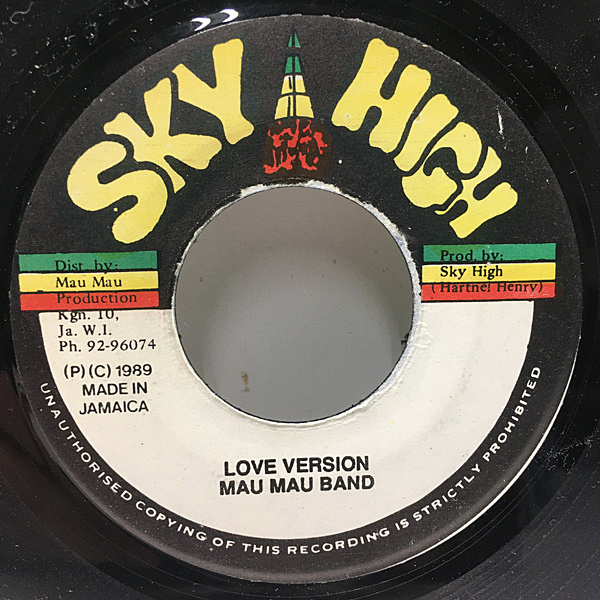 SKY HIGH
Dist. by:
Mau Mau
Production
Kgn. 10,
Ja. W.I.
Ph. 92-96074
Prod. by:
Sky High
(Hartnel Henry)
(P) (C) 1989
MADE IN
JAMAICA
LOVE VERSION
MAU MAU BAND
UNAUTHORISED COPYING OF THIS RECORDING IS STRICTLY PROHIBITED